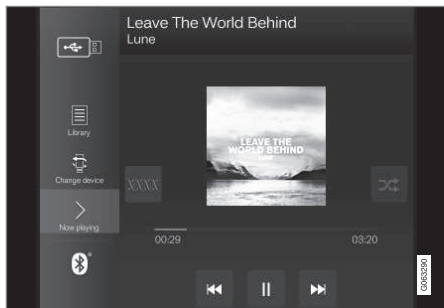 Leave The World Behind
Lune
Library
LEAVE THE
WORLD BEHIND
LUNE
Change device
XXXX
Now playing
00:29
03:20
G063290